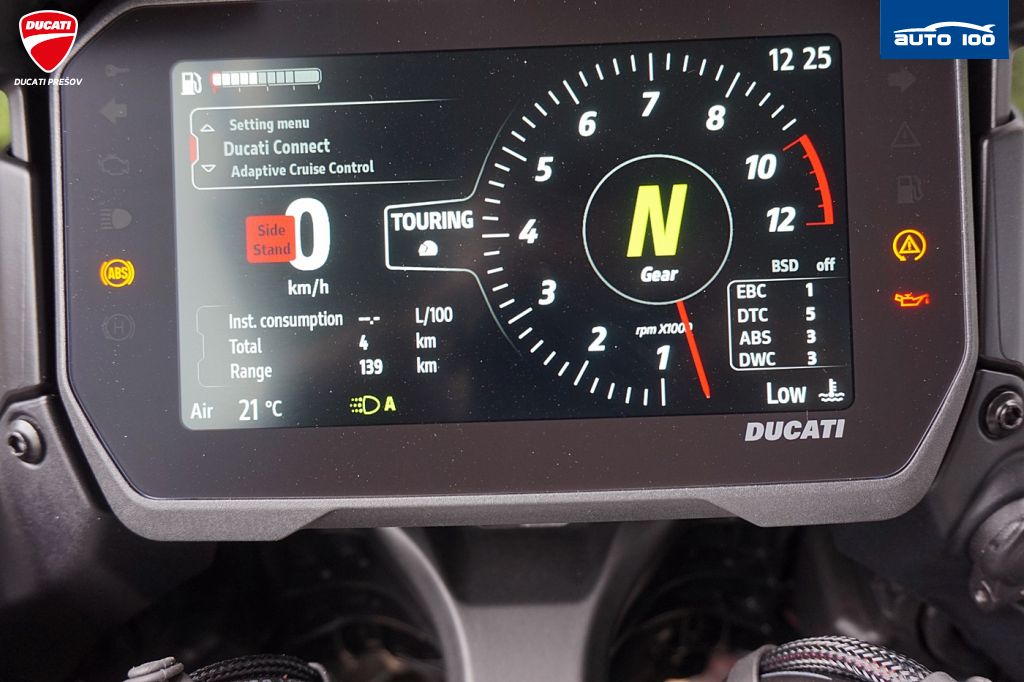 DUCATI
DUCATI PREŠOV
AUTO 100
12 25
Setting menu
Ducati Connect
Adaptive Cruise Control
TOURING
Side
Stand
0
km/h
Inst. consumption --.- L/100
Total 4 km
Range 139 km
Air 21 °C
A
1
2
3
4
5
6
7
8
10
12
N
Gear
rpm X1000
BSD off
EBC 1
DTC 5
ABS 3
DWC 3
Low
DUCATI
ABS
H